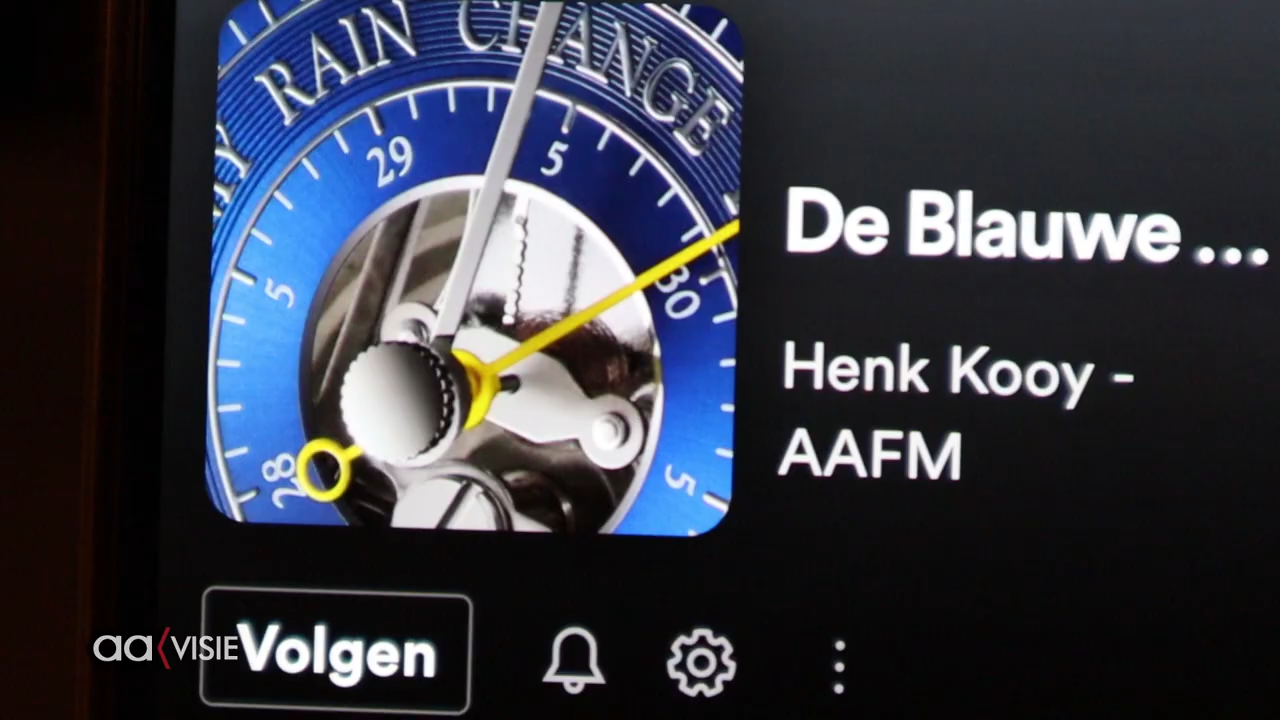 RAIN CHANGE
29
5
30
5
28
5
De Blauwe ...
Henk Kooy -
AAFM
Volgen
aa VISIE